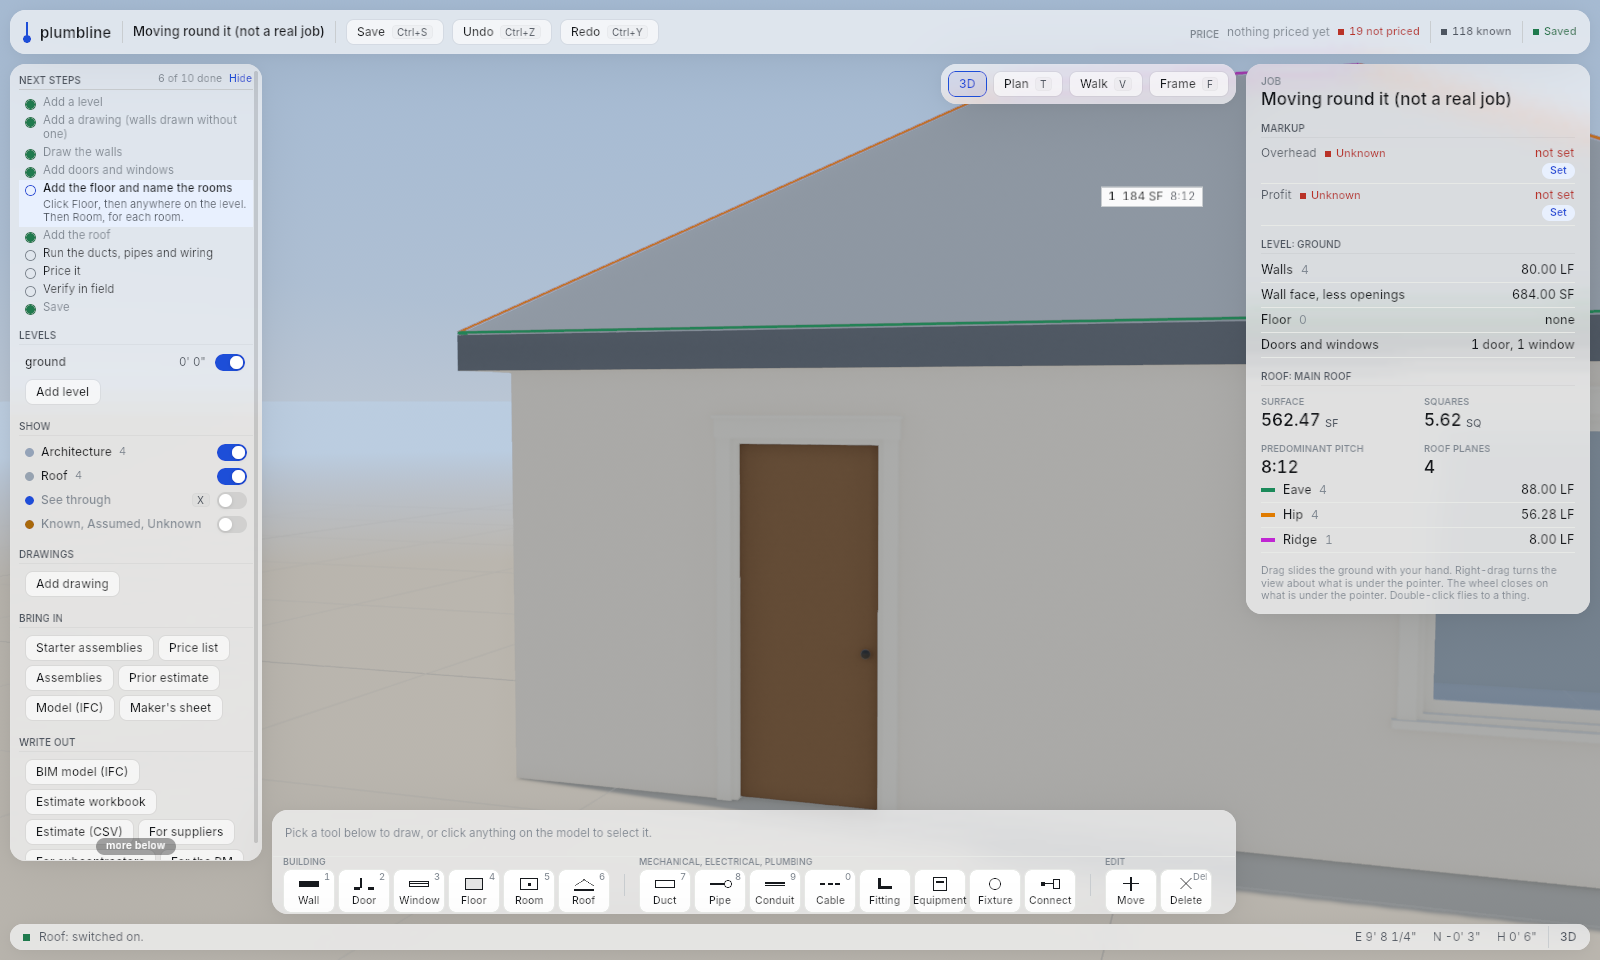 plumbline
Moving round it (not a real job)
Save Ctrl+S
Undo Ctrl+Z
Redo Ctrl+Y
PRICE nothing priced yet
19 not priced
118 known
Saved
NEXT STEPS
6 of 10 done Hide
Add a level
Add a drawing (walls drawn without
one)
Draw the walls
Add doors and windows
Add the floor and name the rooms
Click Floor, then anywhere on the level.
Then Room, for each room.
Add the roof
Run the ducts, pipes and wiring
Price it
Verify in field
Save
LEVELS
ground 0' 0"
Add level
SHOW
Architecture 4
Roof 4
See through X
Known, Assumed, Unknown
DRAWINGS
Add drawing
BRING IN
Starter assemblies Price list
Assemblies Prior estimate
Model (IFC) Maker's sheet
WRITE OUT
BIM model (IFC)
Estimate workbook
Estimate (CSV) For suppliers
more below
For subcontractors For the PM
3D
Plan T
Walk V
Frame F
1 184 SF 8:12
JOB
Moving round it (not a real job)
MARKUP
Overhead Unknown not set
Set
Profit Unknown not set
Set
LEVEL: GROUND
Walls 4 80.00 LF
Wall face, less openings 684.00 SF
Floor 0 none
Doors and windows 1 door, 1 window
ROOF: MAIN ROOF
SURFACE SQUARES
562.47 SF 5.62 SQ
PREDOMINANT PITCH ROOF PLANES
8:12 4
Eave 4 88.00 LF
Hip 4 56.28 LF
Ridge 1 8.00 LF
Drag slides the ground with your hand. Right-drag turns the
view about what is under the pointer. The wheel closes on
what is under the pointer. Double-click flies to a thing.
Pick a tool below to draw, or click anything on the model to select it.
BUILDING
Wall 1
Door 2
Window 3
Floor 4
Room 5
Roof 6
MECHANICAL, ELECTRICAL, PLUMBING
Duct 7
Pipe 8
Conduit 9
Cable 0
Fitting
Equipment
Fixture
Connect
EDIT
Move
Delete Del
Roof: switched on.
E 9' 8 1/4" N -0' 3" H 0' 6" 3D